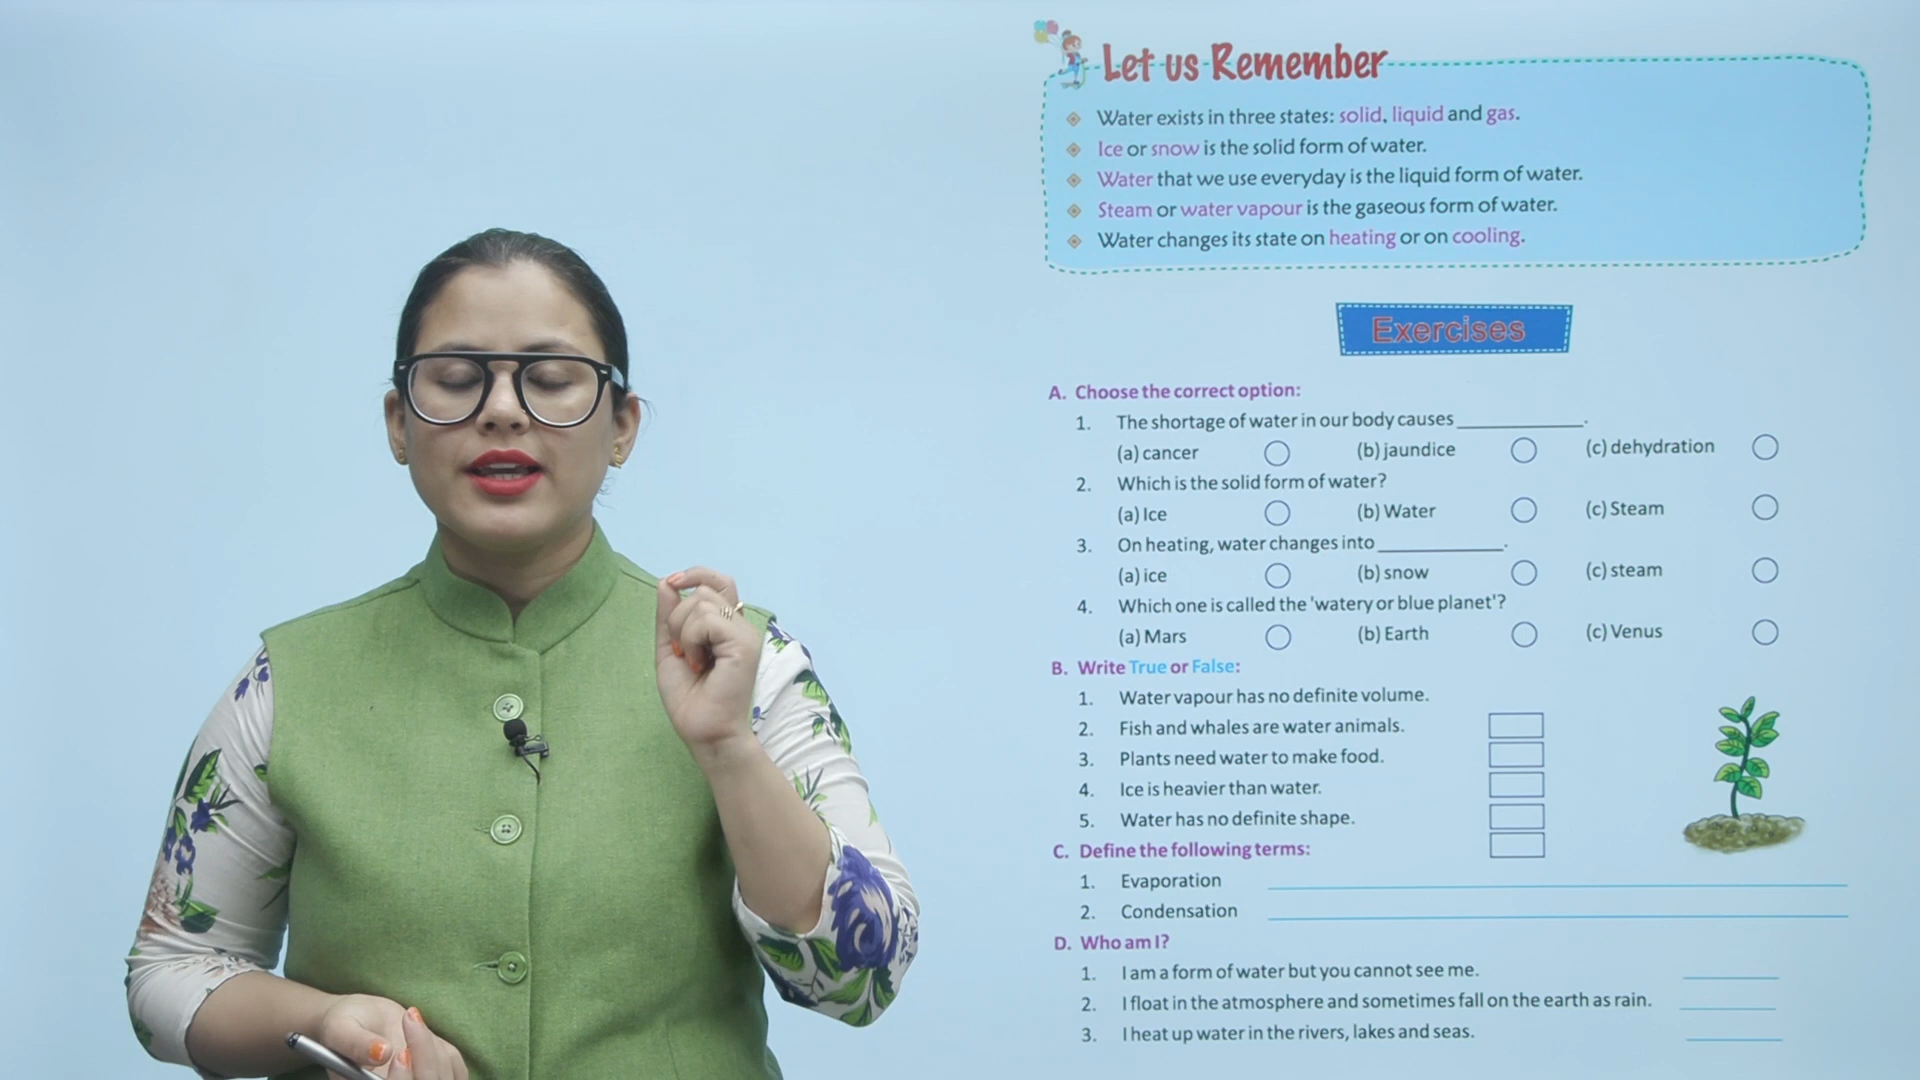 Let us Remember
Water exists in three states: solid, liquid and gas.
Ice or snow is the solid form of water.
Water that we use everyday is the liquid form of water.
Steam or water vapour is the gaseous form of water.
Water changes its state on heating or on cooling.
Exercises
A. Choose the correct option:
1. The shortage of water in our body causes ____________.
(a) cancer (b) jaundice (c) dehydration
2. Which is the solid form of water?
(a) Ice (b) Water (c) Steam
3. On heating, water changes into ____________.
(a) ice (b) snow (c) steam
4. Which one is called the 'watery or blue planet'?
(a) Mars (b) Earth (c) Venus
B. Write True or False:
1. Water vapour has no definite volume.
2. Fish and whales are water animals.
3. Plants need water to make food.
4. Ice is heavier than water.
5. Water has no definite shape.
C. Define the following terms:
1. Evaporation
2. Condensation
D. Who am I?
1. I am a form of water but you cannot see me.
2. I float in the atmosphere and sometimes fall on the earth as rain.
3. I heat up water in the rivers, lakes and seas.